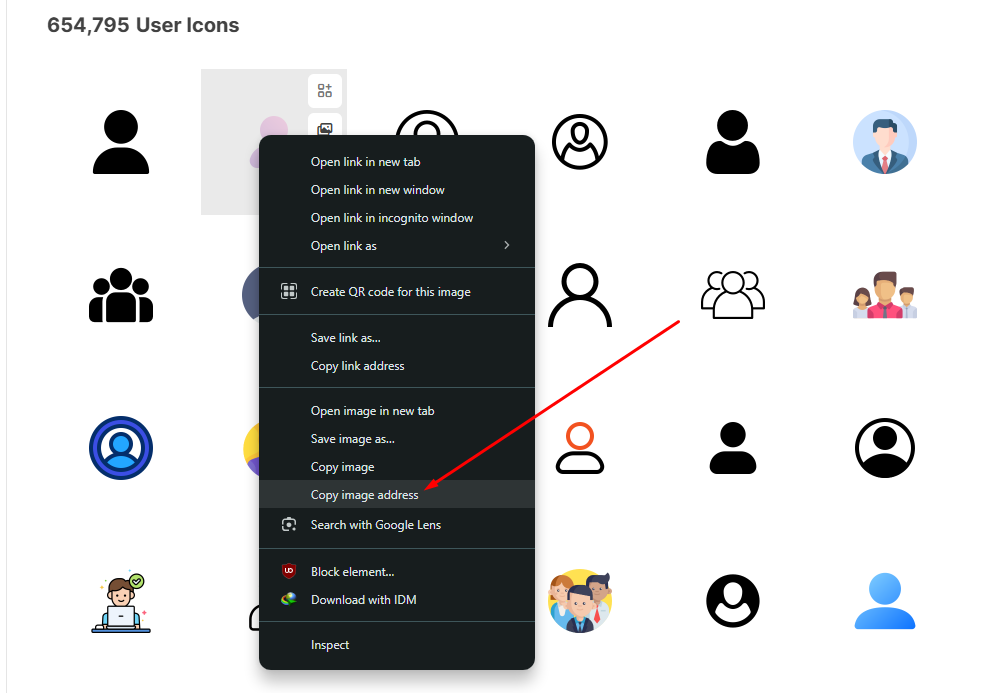 654,795 User Icons
Open link in new tab
Open link in new window
Open link in incognito window
Open link as
Create QR code for this image
Save link as...
Copy link address
Open image in new tab
Save image as...
Copy image
Copy image address
Search with Google Lens
Block element...
Download with IDM
Inspect